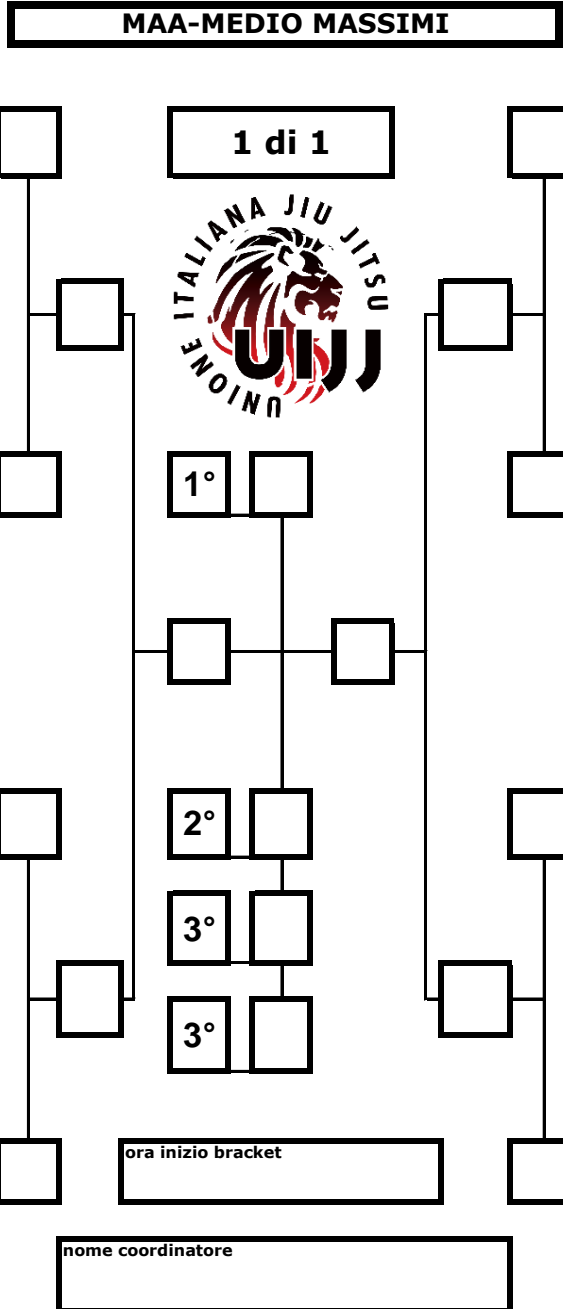 MAA-MEDIO MASSIMI
1 di 1
UNIONE ITALIANA JIU JITSU
UIJJ
1°
2°
3°
3°
ora inizio bracket
nome coordinatore